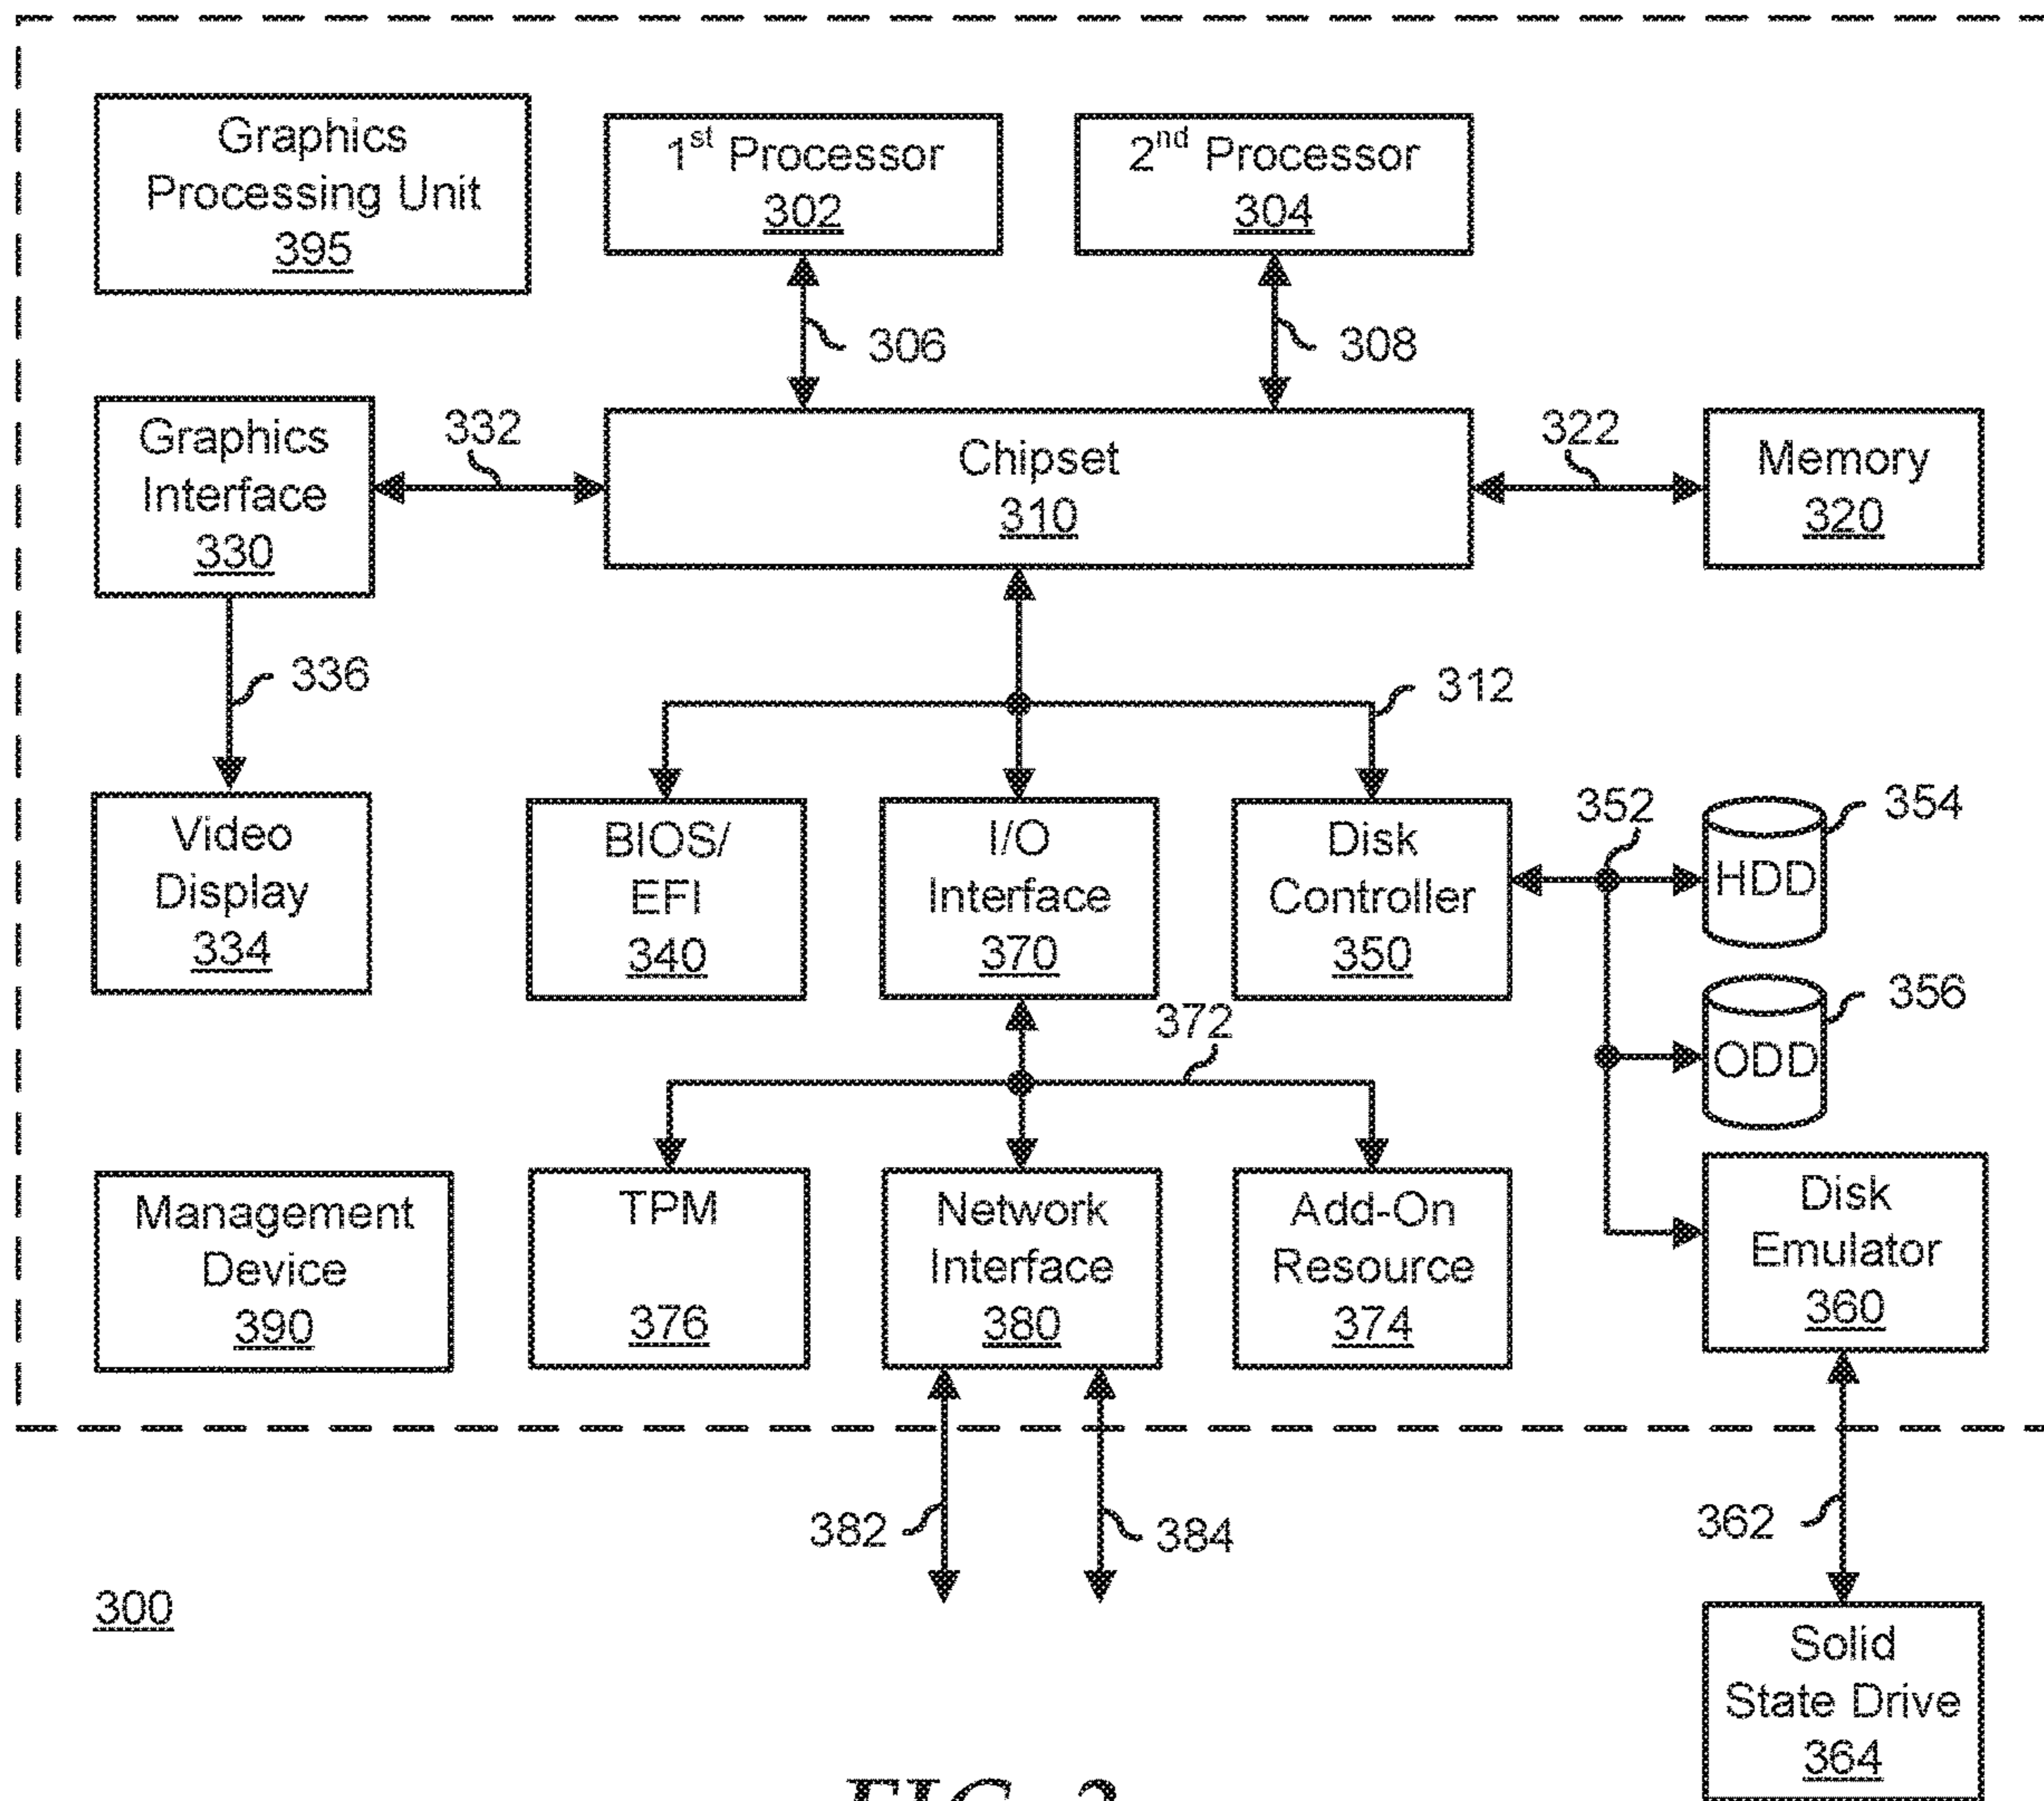 Graphics
Processing Unit
395
1st Processor
302
2nd Processor
304
306
308
Graphics
Interface
330
332
Chipset
310
322
Memory
320
336
312
Video
Display
334
BIOS/
EFI
340
I/O
Interface
370
Disk
Controller
350
352
HDD
354
ODD
356
372
Management
Device
390
TPM
376
Network
Interface
380
Add-On
Resource
374
Disk
Emulator
360
382
384
362
300
Solid
State Drive
364
FIG. 3